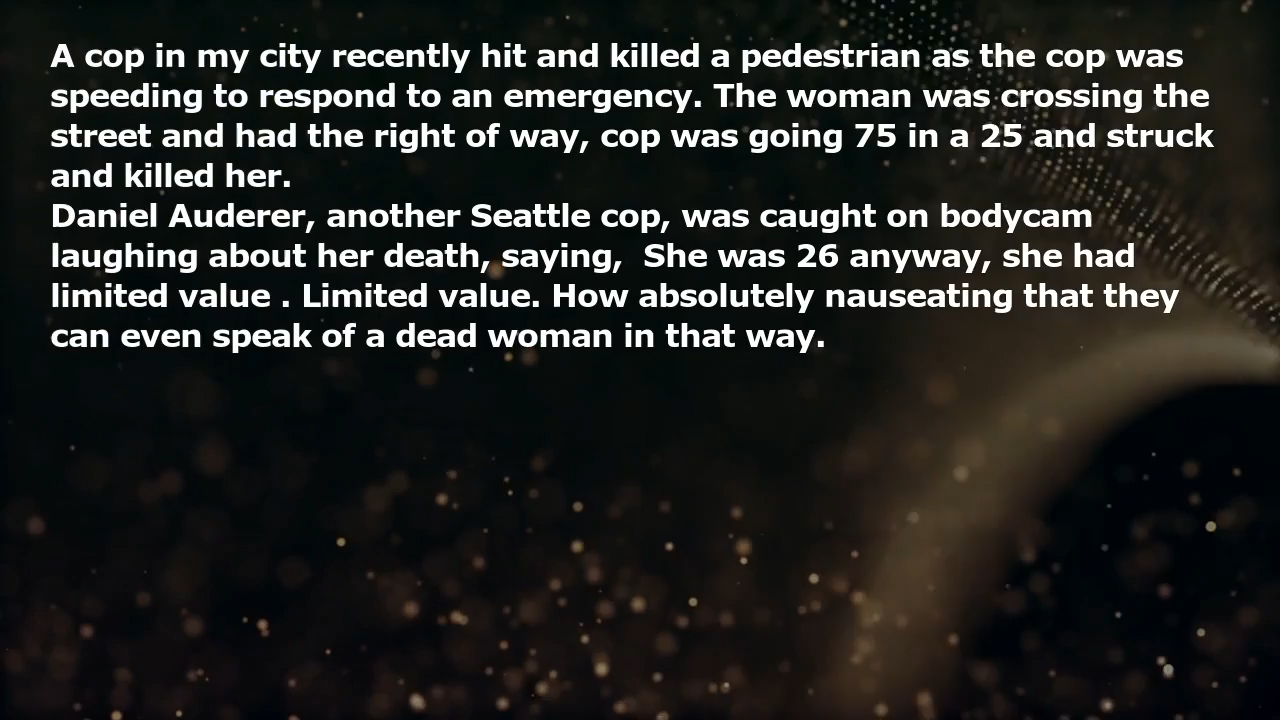 A cop in my city recently hit and killed a pedestrian as the cop was
speeding to respond to an emergency. The woman was crossing the
street and had the right of way, cop was going 75 in a 25 and struck
and killed her.
Daniel Auderer, another Seattle cop, was caught on bodycam
laughing about her death, saying,  She was 26 anyway, she had
limited value . Limited value. How absolutely nauseating that they
can even speak of a dead woman in that way.